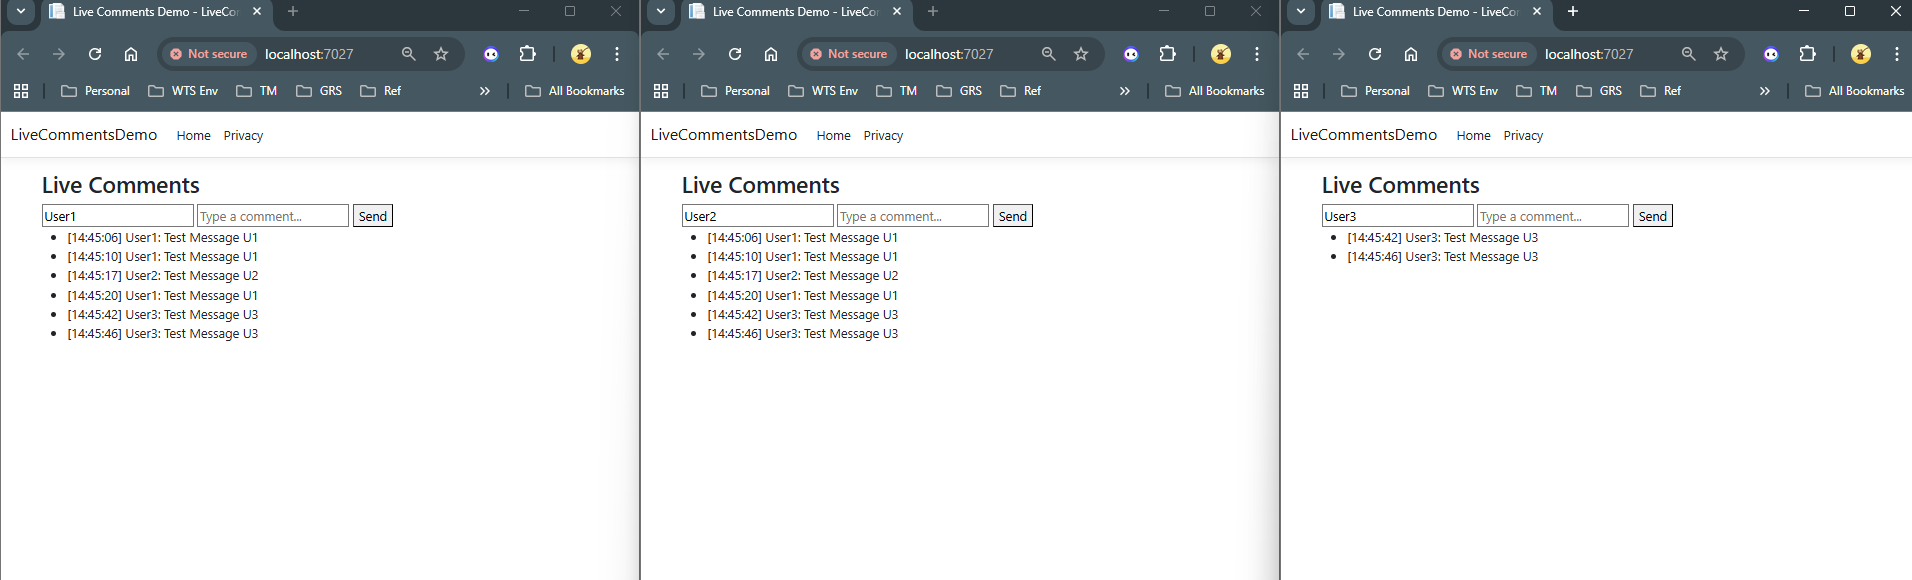 Live Comments Demo - LiveCor
Not secure localhost:7027
Personal WTS Env TM GRS Ref » All Bookmarks
LiveCommentsDemo Home Privacy
Live Comments
User1 Type a comment... Send
[14:45:06] User1: Test Message U1
[14:45:10] User1: Test Message U1
[14:45:17] User2: Test Message U2
[14:45:20] User1: Test Message U1
[14:45:42] User3: Test Message U3
[14:45:46] User3: Test Message U3
Live Comments Demo - LiveCor
Not secure localhost:7027
Personal WTS Env TM GRS Ref » All Bookmarks
LiveCommentsDemo Home Privacy
Live Comments
User2 Type a comment... Send
[14:45:06] User1: Test Message U1
[14:45:10] User1: Test Message U1
[14:45:17] User2: Test Message U2
[14:45:20] User1: Test Message U1
[14:45:42] User3: Test Message U3
[14:45:46] User3: Test Message U3
Live Comments Demo - LiveCor
Not secure localhost:7027
Personal WTS Env TM GRS Ref » All Bookmarks
LiveCommentsDemo Home Privacy
Live Comments
User3 Type a comment... Send
[14:45:42] User3: Test Message U3
[14:45:46] User3: Test Message U3